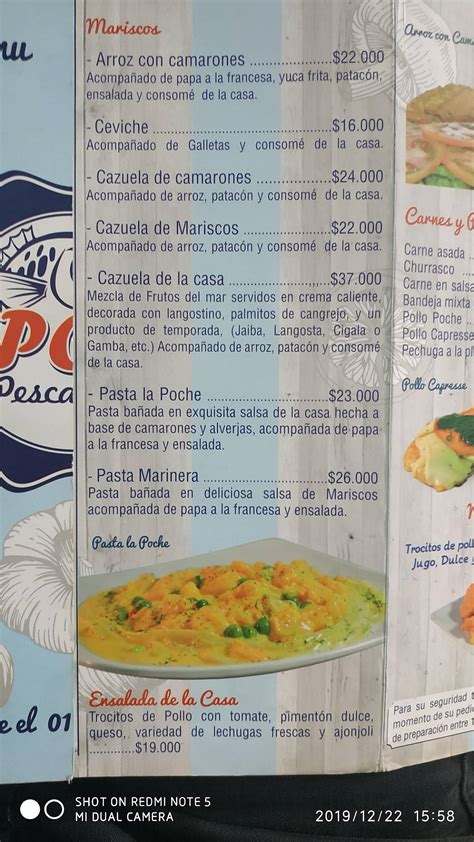 nu
Pesca
e el 01
Mariscos
- Arroz con camarones ..................$22.000
Acompañado de papa a la francesa, yuca frita, patacón,
ensalada y consomé de la casa.
- Ceviche ........................................$16.000
Acompañado de Galletas y consomé de la casa.
- Cazuela de camarones .................$24.000
Acompañado de arroz, patacón y consomé de la casa.
- Cazuela de Mariscos ....................$22.000
Acompañado de arroz, patacón y consomé de la casa.
- Cazuela de la casa .......................$37.000
Mezcla de Frutos del mar servidos en crema caliente,
decorada con langostino, palmitos de cangrejo, y un
producto de temporada, (Jaiba, Langosta, Cigala o
Gamba, etc.) Acompañado de arroz, patacón y consomé
de la casa.
- Pasta la Poche .............................$23.000
Pasta bañada en exquisita salsa de la casa hecha a
base de camarones y alverjas, acompañada de papa
a la francesa y ensalada.
- Pasta Marinera .............................$26.000
Pasta bañada en deliciosa salsa de Mariscos
acompañada de papa a la francesa y ensalada.
Pasta la Poche
Ensalada de la Casa
Trocitos de Pollo con tomate, pimentón dulce,
queso, variedad de lechugas frescas y ajonjoli
.............$19.000
Arroz con Cam
Carnes y P
Carne asada ..
Churrasco ....
Carne en salsa
Bandeja mixta
Pollo Poche ...
Pollo Capresse
Pechuga a la pl
Pollo Capresse
Trocitos de poll
Jugo, Dulce
Para su seguridad t
momento de su pedi
de preparación entre 1
SHOT ON REDMI NOTE 5
MI DUAL CAMERA
2019/12/22 15:58